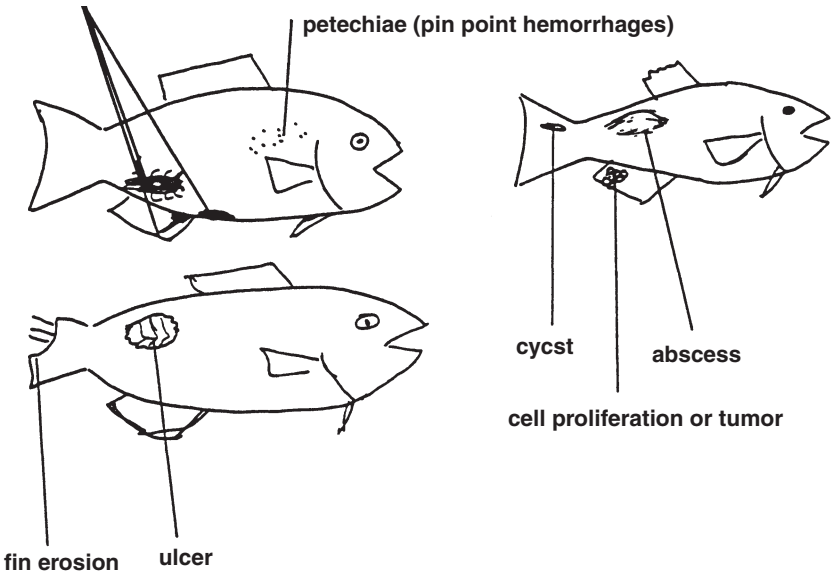 petechiae (pin point hemorrhages)
cycst
abscess
cell proliferation or tumor
fin erosion
ulcer